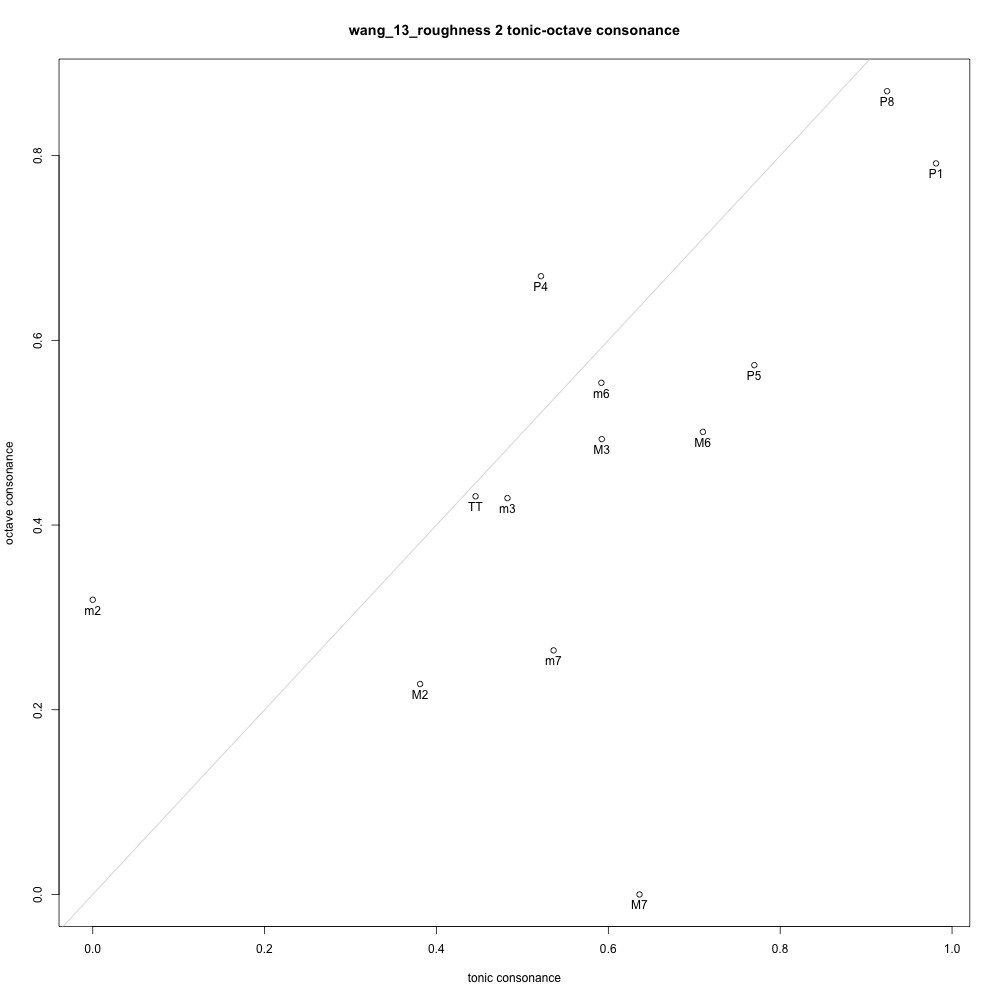 wang_13_roughness 2 tonic-octave consonance
P8
P1
0.8
P4
0.6
P5
m6
M6
M3
octave consonance
TT
m3
0.4
m2
m7
M2
0.2
0.0
M7
0.0 0.2 0.4 0.6 0.8 1.0
tonic consonance